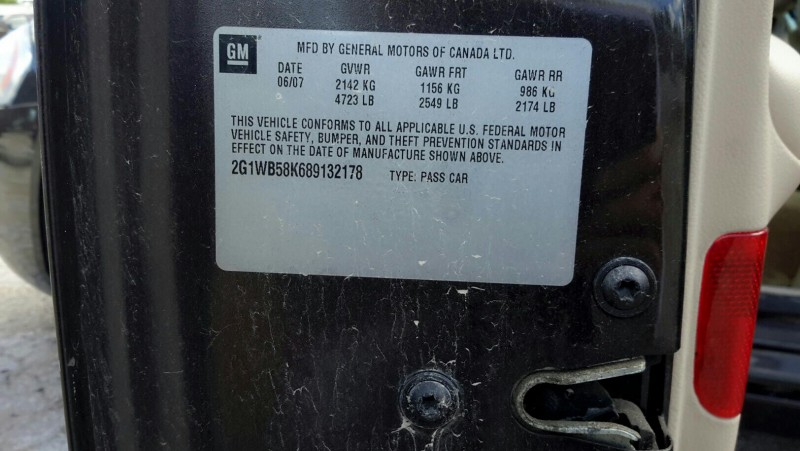 GM
MFD BY GENERAL MOTORS OF CANADA LTD.
DATE GVWR GAWR FRT GAWR RR
06/07 2142 KG 1156 KG 986 KG
4723 LB 2549 LB 2174 LB
THIS VEHICLE CONFORMS TO ALL APPLICABLE U.S. FEDERAL MOTOR
VEHICLE SAFETY, BUMPER, AND THEFT PREVENTION STANDARDS IN
EFFECT ON THE DATE OF MANUFACTURE SHOWN ABOVE.
2G1WB58K689132178 TYPE: PASS CAR